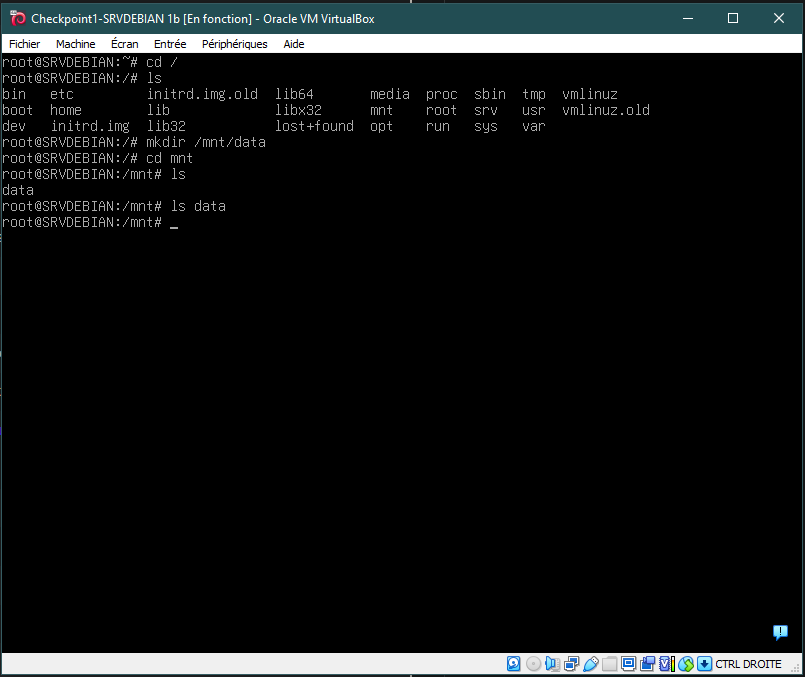 Checkpoint1-SRVDEBIAN 1b [En fonction] - Oracle VM VirtualBox
Fichier Machine Écran Entrée Périphériques Aide
root@SRVDEBIAN:~# cd /
root@SRVDEBIAN:/# ls
bin etc initrd.img.old lib64 media proc sbin tmp vmlinuz
boot home lib libx32 mnt root srv usr vmlinuz.old
dev initrd.img lib32 lost+found opt run sys var
root@SRVDEBIAN:/# mkdir /mnt/data
root@SRVDEBIAN:/# cd mnt
root@SRVDEBIAN:/mnt# ls
data
root@SRVDEBIAN:/mnt# ls data
root@SRVDEBIAN:/mnt# _
CTRL DROITE